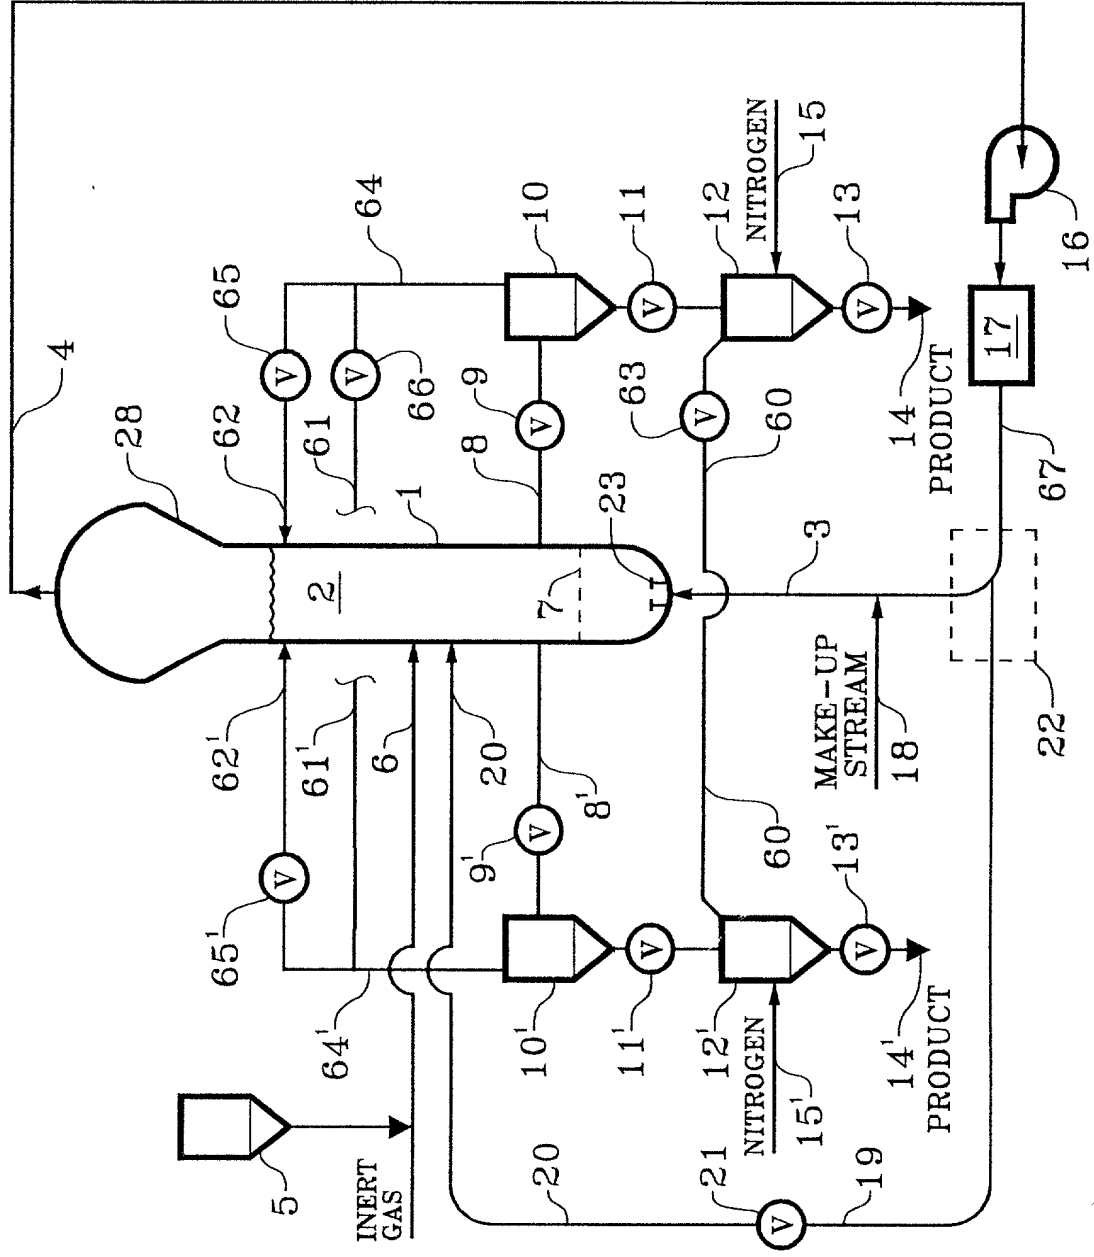 4
28
62
65
64
61
66
1
2
8
9
10
11
7
23
63
60
12
NITROGEN
15
13
14
PRODUCT
3
16
17
67
62'
61'
6
20
65'
64'
8'
9'
10'
11'
60
12'
NITROGEN
15'
13'
14'
PRODUCT
MAKE-UP
STREAM
18
22
5
INERT
GAS
20
21
19
V
V
V
V
V
V
V
V
V
V
V
V